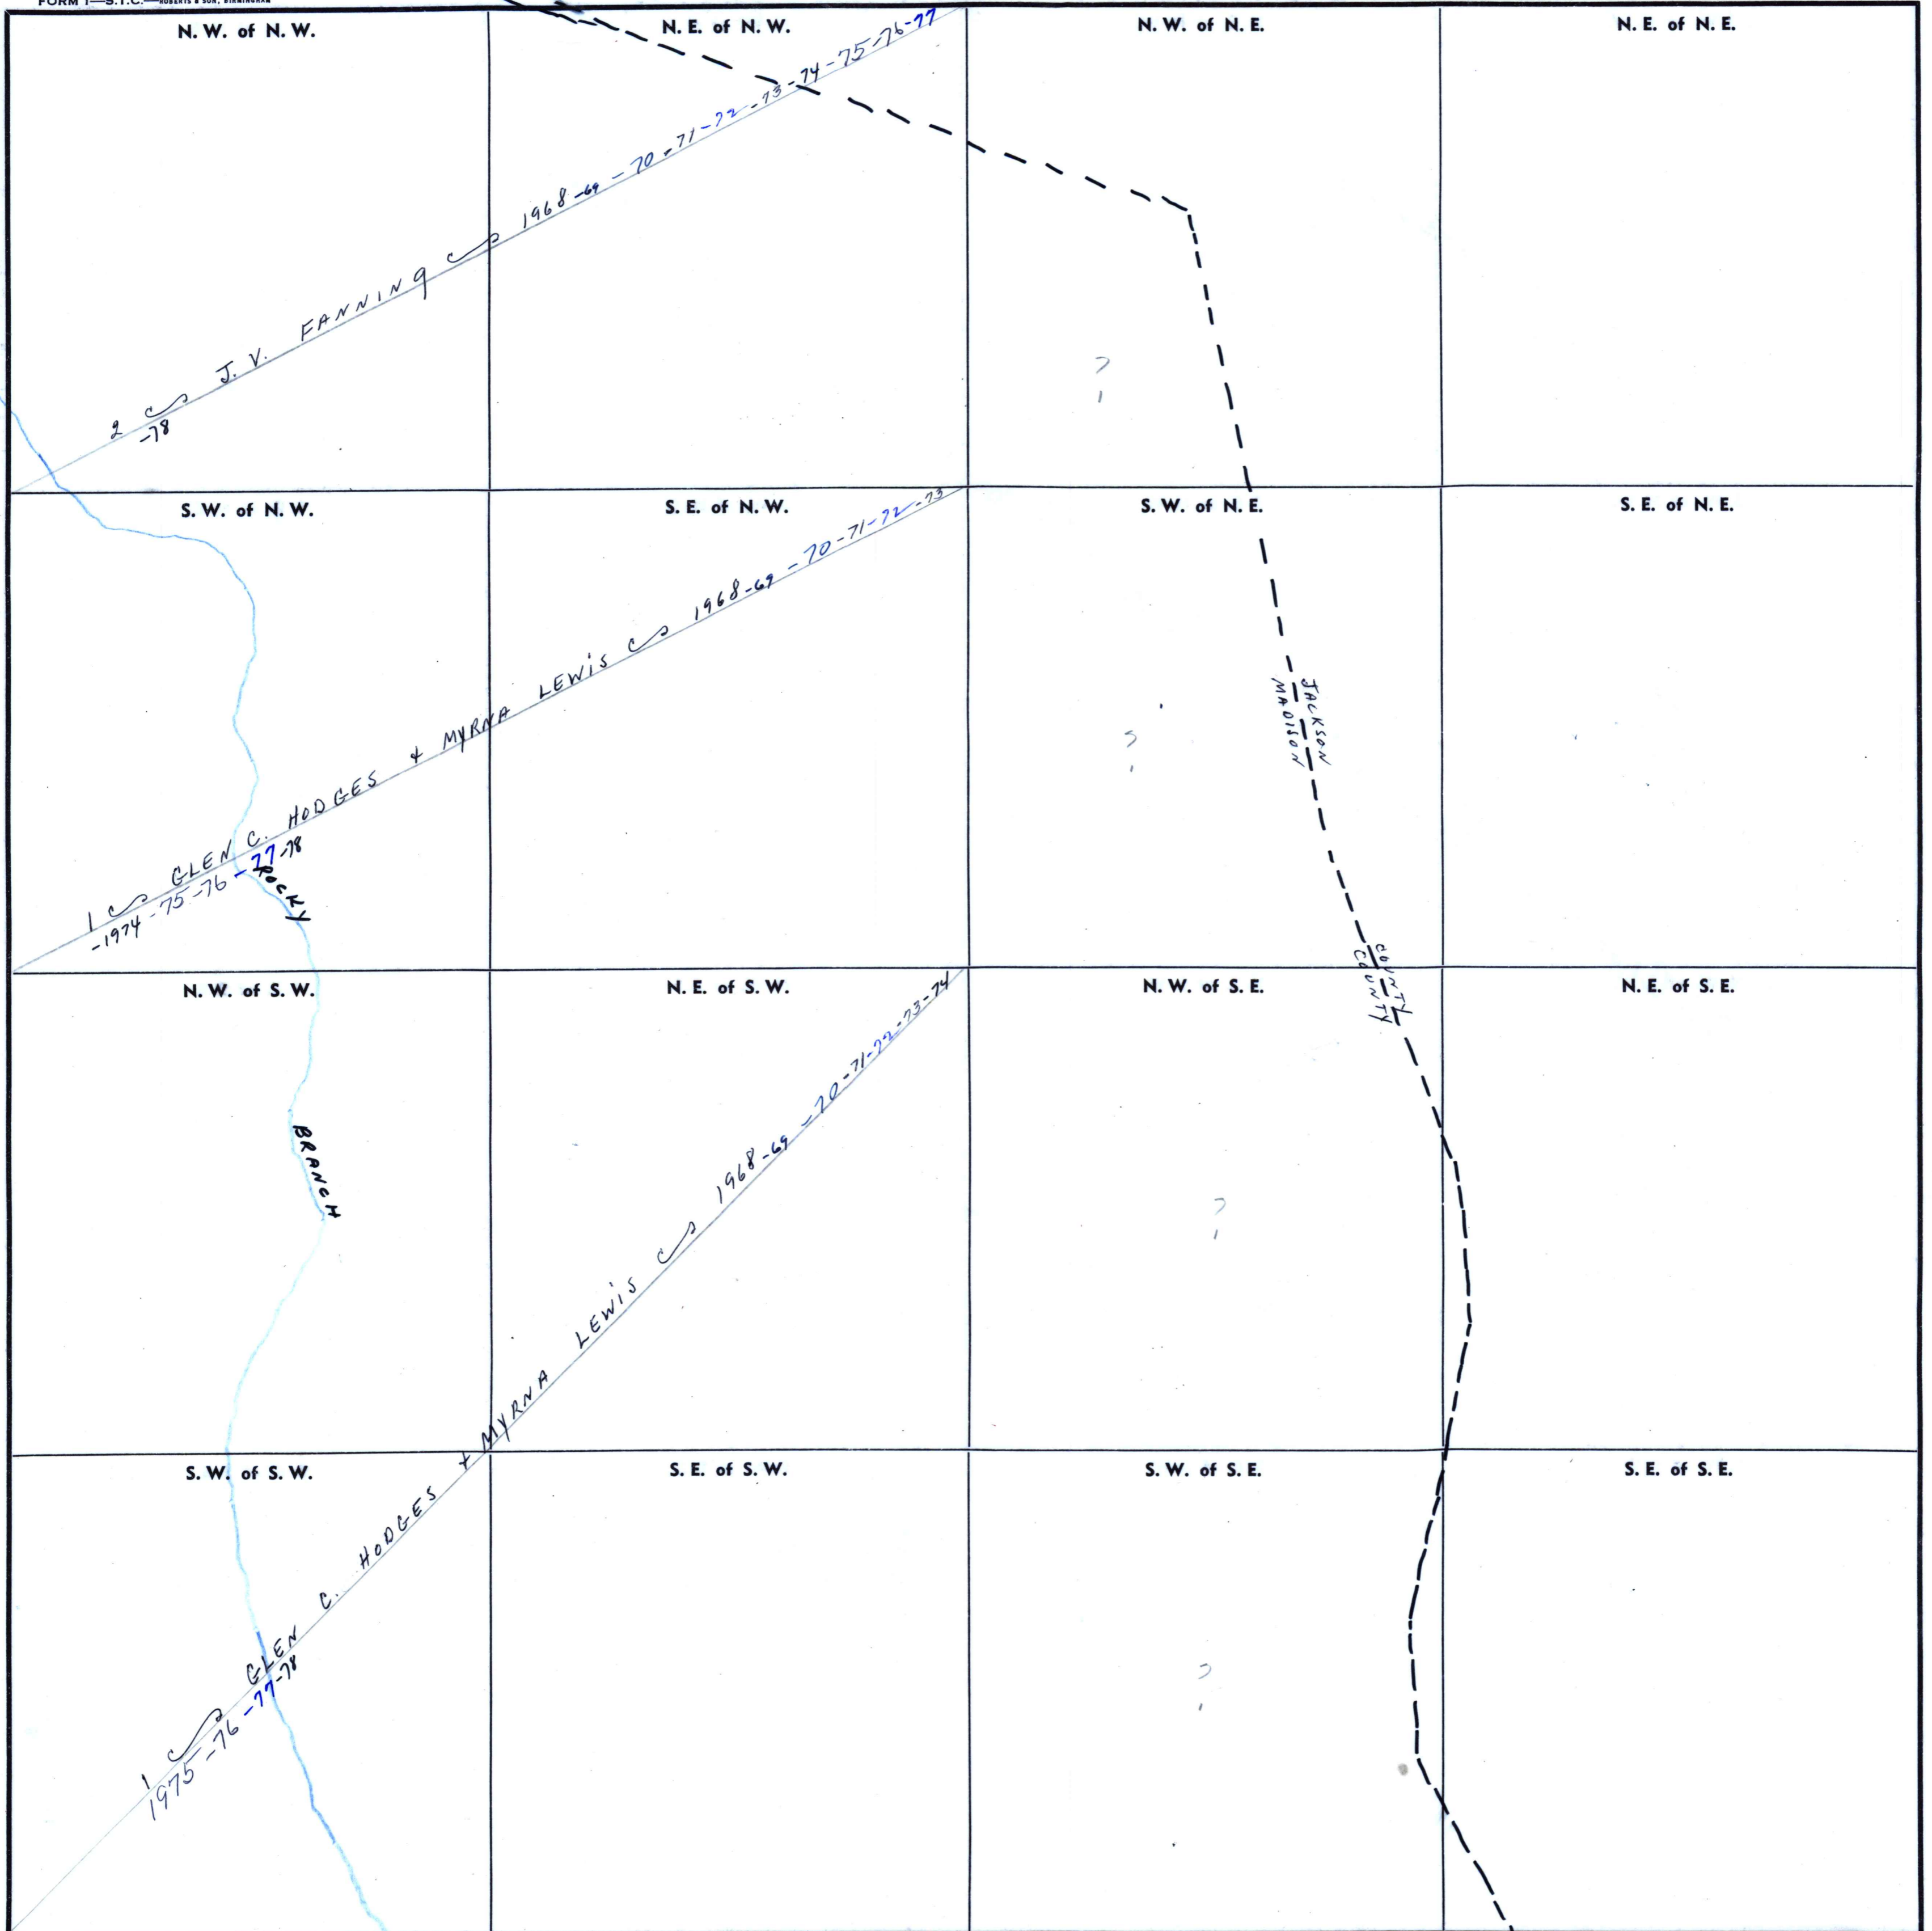 FORM 1—S.T.C.—ROBERTS & SON, BIRMINGHAM
N. W. of N. W.
N. E. of N. W.
N. W. of N. E.
N. E. of N. E.
2 J. V. FANNING 1968-69-70-71-72-73-74-75-76-77
-78
?
S. W. of N. W.
S. E. of N. W.
S. W. of N. E.
S. E. of N. E.
1 GLEN C. HODGES + MYRNA LEWIS 1968-69-70-71-72-73
-1974-75-76-77-78
ROCKY
?
JACKSON
MADISON
COUNTY
COUNTY
N. W. of S. W.
N. E. of S. W.
N. W. of S. E.
N. E. of S. E.
BRANCH
?
1 GLEN C. HODGES + MYRNA LEWIS 1968-69-70-71-72-73-74
1975-76-77-78
S. W. of S. W.
S. E. of S. W.
S. W. of S. E.
S. E. of S. E.
?